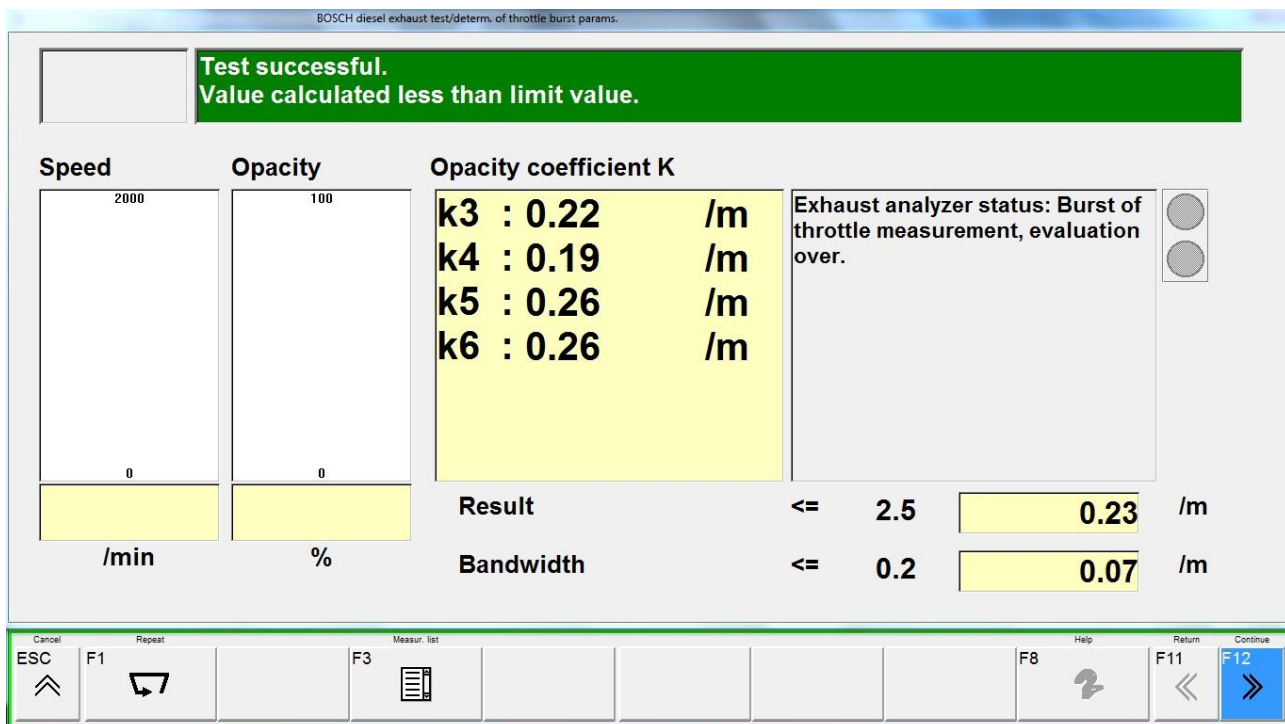 BOSCH diesel exhaust test/determ. of throttle burst params.
Test successful.
Value calculated less than limit value.
Speed
Opacity
Opacity coefficient K
2000
0
/min
100
0
%
k3 : 0.22 /m
k4 : 0.19 /m
k5 : 0.26 /m
k6 : 0.26 /m
Exhaust analyzer status: Burst of
throttle measurement, evaluation
over.
Result <= 2.5 0.23 /m
Bandwidth <= 0.2 0.07 /m
Cancel Repeat Measur. list Help Return Continue
ESC F1 F3 F8 F11 F12